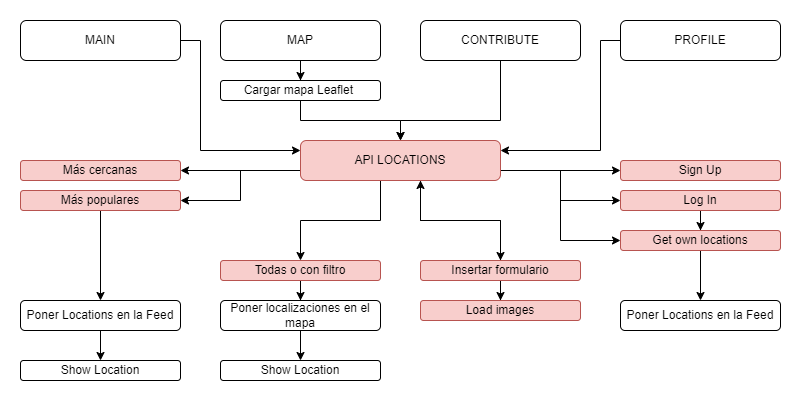 MAIN
MAP
CONTRIBUTE
PROFILE
Cargar mapa Leaflet
API LOCATIONS
Más cercanas
Sign Up
Más populares
Log In
Get own locations
Todas o con filtro
Insertar formulario
Poner Locations en la Feed
Poner localizaciones en el
mapa
Load images
Poner Locations en la Feed
Show Location
Show Location